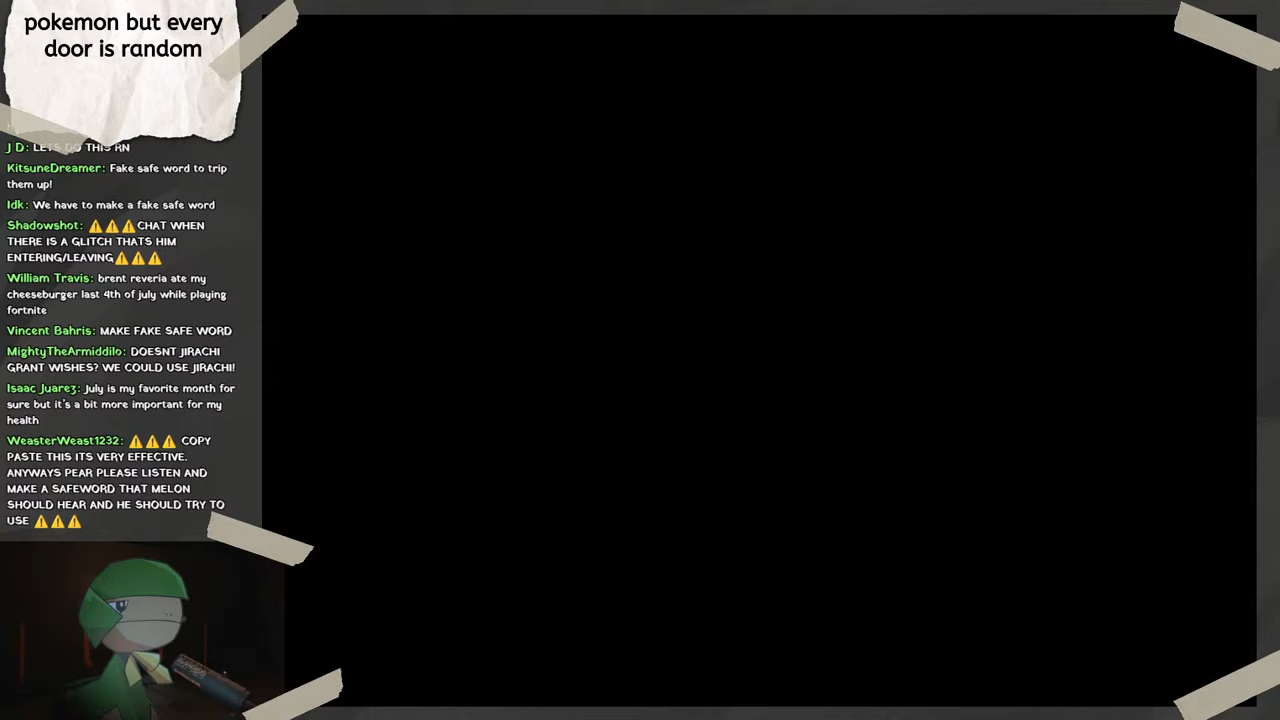 pokemon but every
door is random
J D: LETS DO THIS RN
KitsuneDreamer: Fake safe word to trip
them up!
Idk: We have to make a fake safe word
Shadowshot: ⚠️⚠️⚠️CHAT WHEN
THERE IS A GLITCH THATS HIM
ENTERING/LEAVING⚠️⚠️⚠️
William Travis: brent reveria ate my
cheeseburger last 4th of july while playing
fortnite
Vincent Bahris: MAKE FAKE SAFE WORD
MightyTheArmiddilo: DOESNT JIRACHI
GRANT WISHES? WE COULD USE JIRACHI!
Isaac Juarez: July is my favorite month for
sure but it's a bit more important for my
health
WeasterWeast1232: ⚠️⚠️⚠️ COPY
PASTE THIS ITS VERY EFFECTIVE.
ANYWAYS PEAR PLEASE LISTEN AND
MAKE A SAFEWORD THAT MELON
SHOULD HEAR AND HE SHOULD TRY TO
USE ⚠️⚠️⚠️